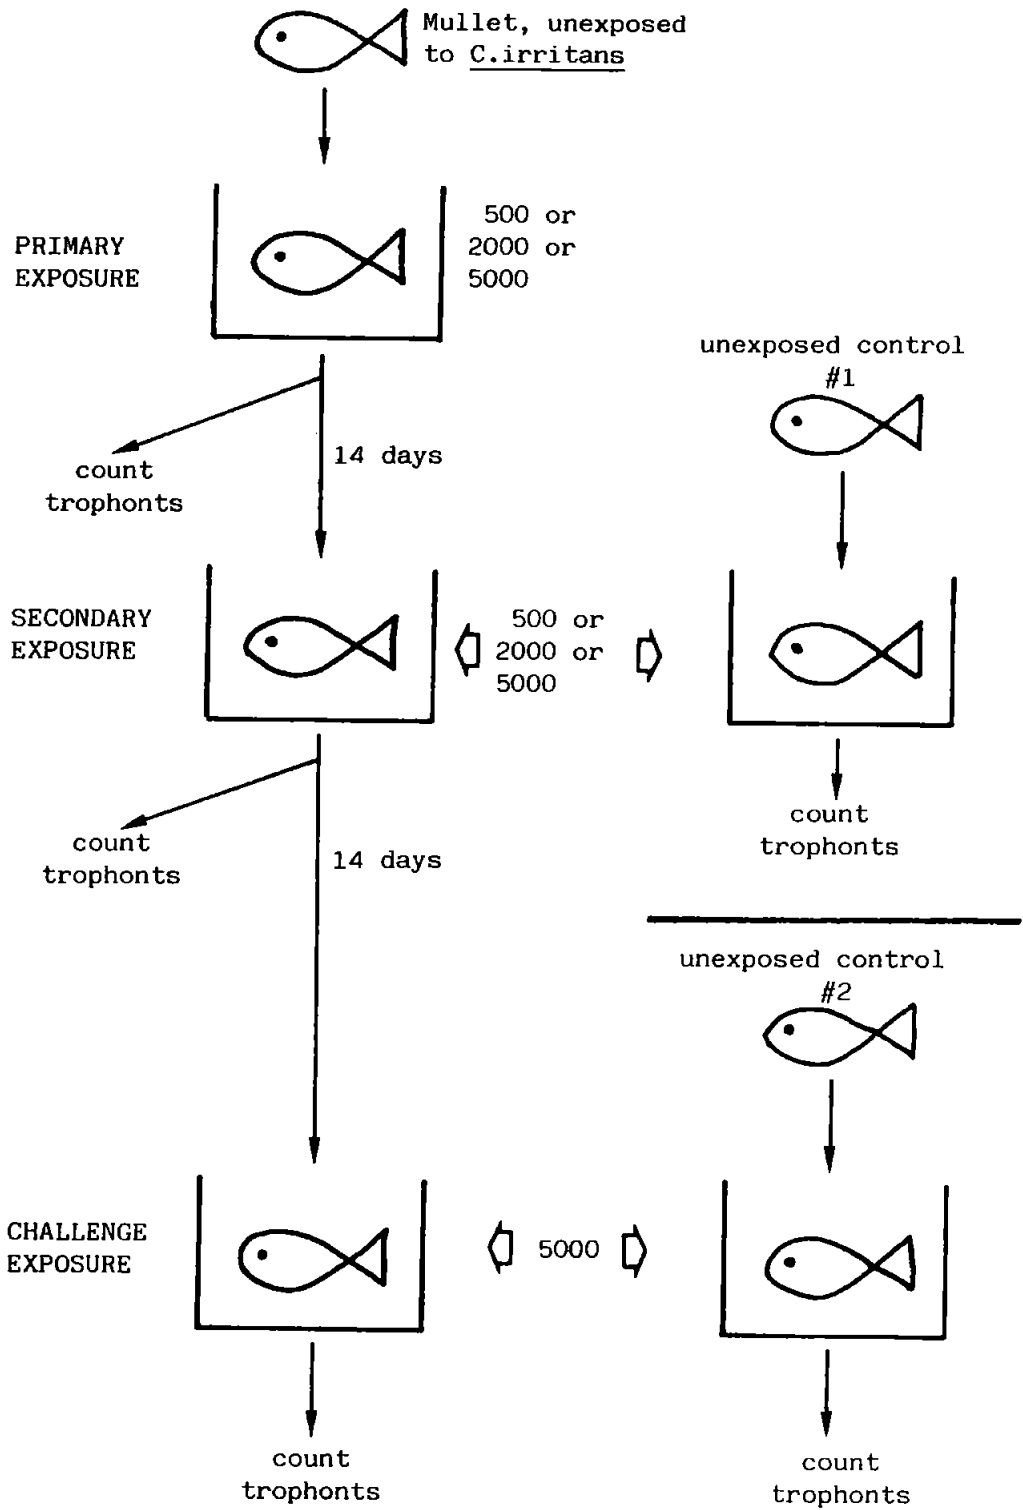 Mullet, unexposed
to C.irritans
PRIMARY
EXPOSURE
500 or
2000 or
5000
count
trophonts
14 days
unexposed control
#1
SECONDARY
EXPOSURE
500 or
2000 or
5000
count
trophonts
count
trophonts
14 days
unexposed control
#2
CHALLENGE
EXPOSURE
5000
count
trophonts
count
trophonts